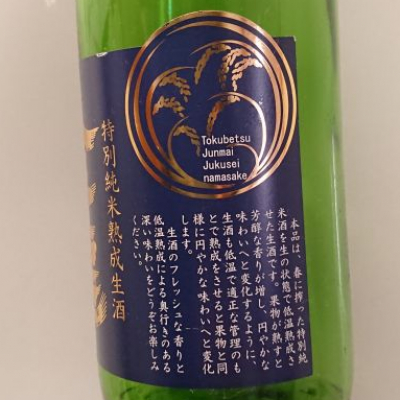 Tokubetsu
Junmai
Jukusei
namasake
本品は、春に搾った特別純
米酒を生の状態で低温熟成さ
せた生酒です。果物が熟すと
芳醇な香りが増し、円やかな
味わいへと変化するように、
生酒も低温で適正な管理のも
とで熟成をさせると果物と同
様に円やかな味わいへと変化
します。
生酒のフレッシュな香りと
低温熟成による奥行きのある
深い味わいをどうぞお楽しみ
ください。
特別純米熟成生酒